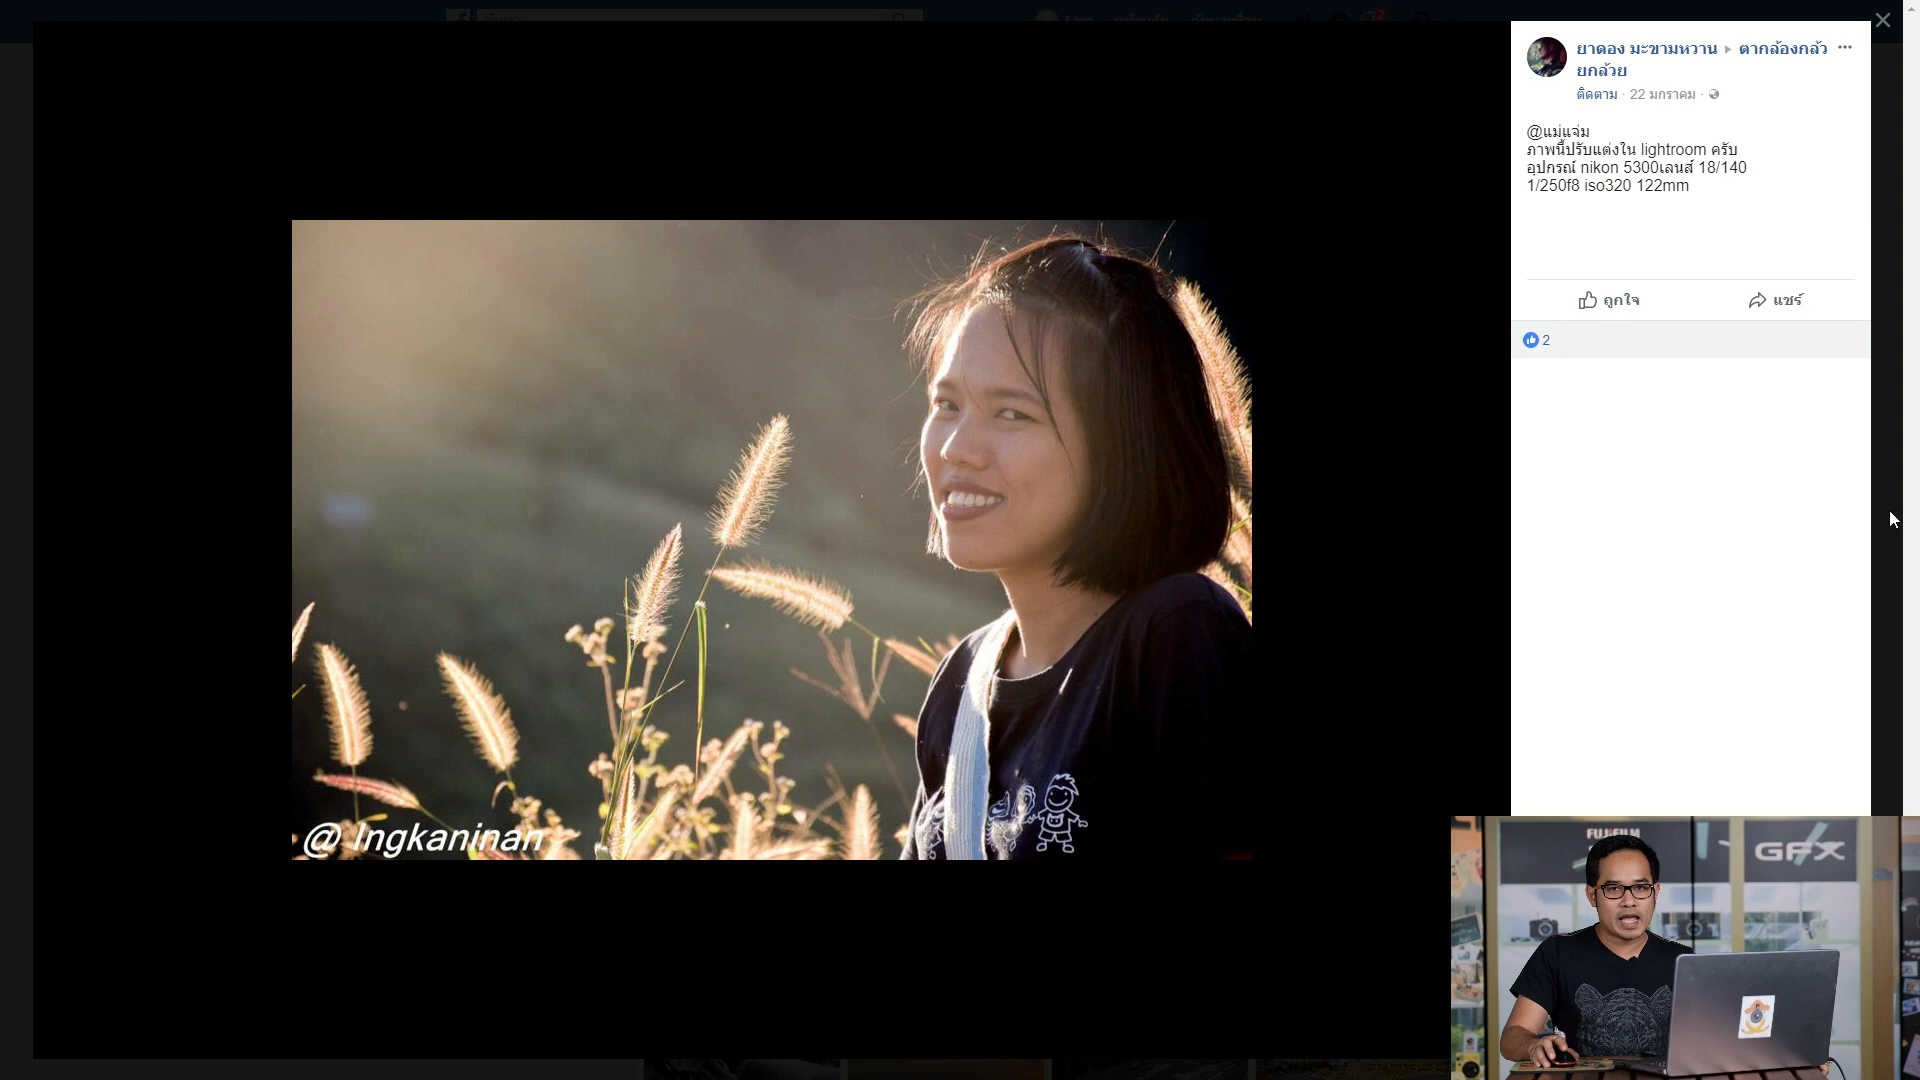 ยาดอง มะขามหวาน ▸ ตากล้องกล้ว
ยกล้วย
ติดตาม · 22 มกราคม ·
@แม่แจ่ม
ภาพนี้ปรับแต่งใน lightroom ครับ
อุปกรณ์ nikon 5300เลนส์ 18/140
1/250f8 iso320 122mm
ถูกใจ แชร์
2
@ Ingkaninan
FUJIFILM
GFX